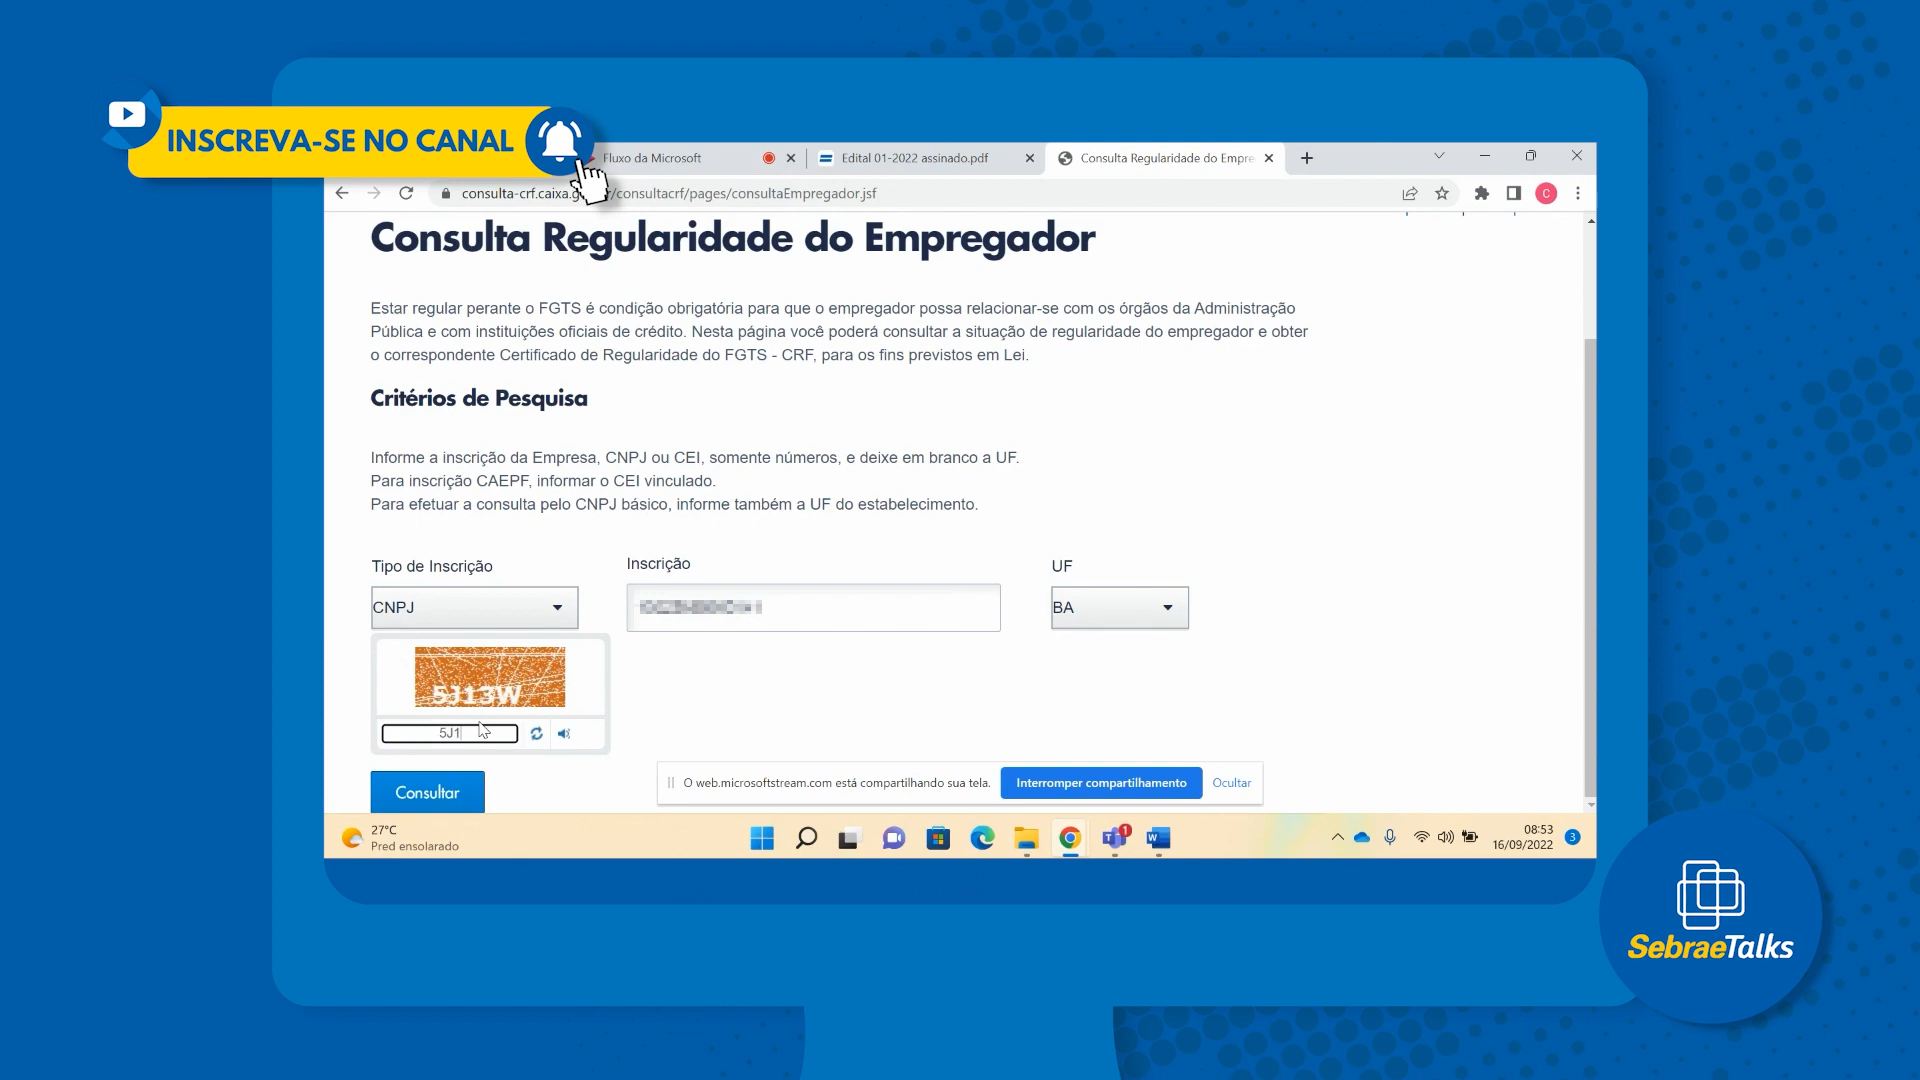 INSCREVA-SE NO CANAL
Fluxo da Microsoft
Edital 01-2022 assinado.pdf
Consulta Regularidade do Empre
consulta-crf.caixa.g
r/consultacrf/pages/consultaEmpregador.jsf
C
Consulta Regularidade do Empregador
Estar regular perante o FGTS é condição obrigatória para que o empregador possa relacionar-se com os órgãos da Administração
Pública e com instituições oficiais de crédito. Nesta página você poderá consultar a situação de regularidade do empregador e obter
o correspondente Certificado de Regularidade do FGTS - CRF, para os fins previstos em Lei.
Critérios de Pesquisa
Informe a inscrição da Empresa, CNPJ ou CEI, somente números, e deixe em branco a UF.
Para inscrição CAEPF, informar o CEI vinculado.
Para efetuar a consulta pelo CNPJ básico, informe também a UF do estabelecimento.
Tipo de Inscrição
Inscrição
UF
CNPJ
BA
5J13W
5J1
Consultar
O web.microsoftstream.com está compartilhando sua tela.
Interromper compartilhamento
Ocultar
27°C
Pred ensolarado
1
W
08:53
16/09/2022
3
SebraeTalks